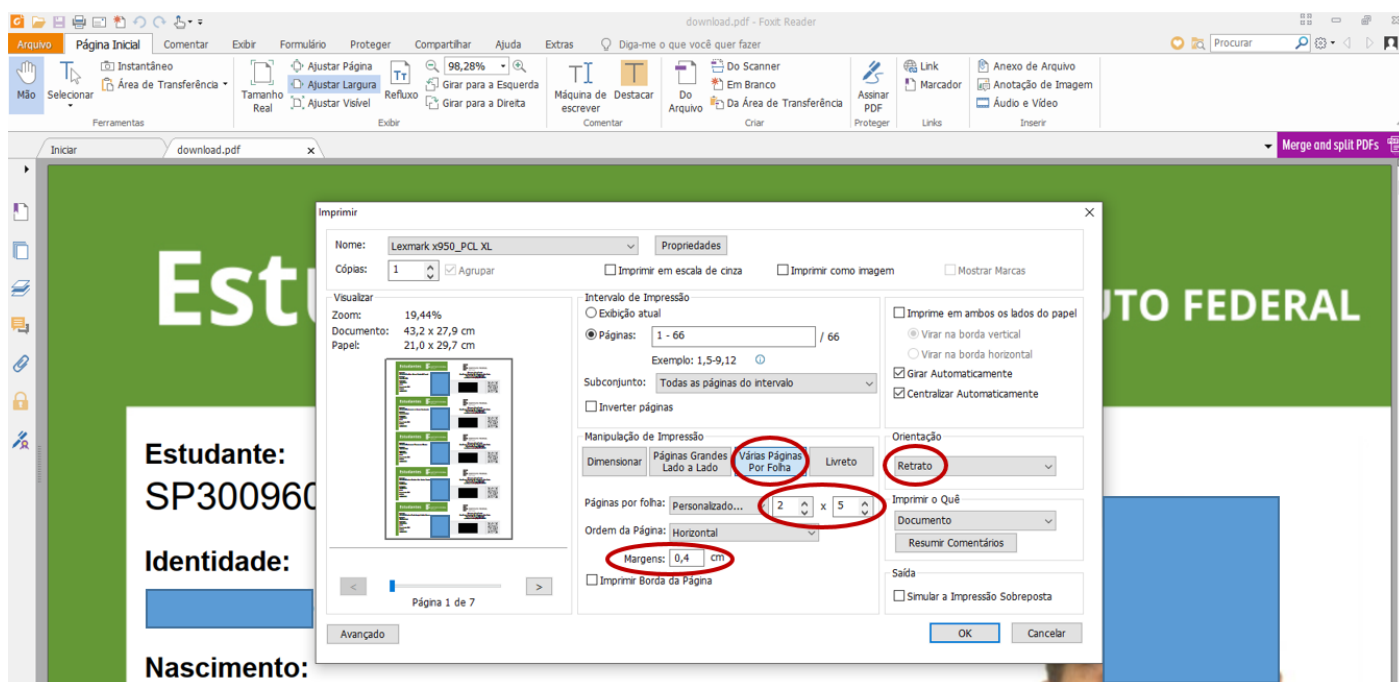 download.pdf - Foxit Reader
Arquivo Página Inicial Comentar Exibir Formulário Proteger Compartilhar Ajuda Extras Diga-me o que você quer fazer Procurar
Mão
Selecionar
Instantâneo
Área de Transferência
Ferramentas
Tamanho Real
Ajustar Página
Ajustar Largura
Ajustar Visível
Refluxo
98,28%
Girar para a Esquerda
Girar para a Direita
Exibir
Máquina de escrever
Destacar
Comentar
Do Arquivo
Do Scanner
Em Branco
Da Área de Transferência
Criar
Assinar PDF
Proteger
Link
Marcador
Links
Anexo de Arquivo
Anotação de Imagem
Áudio e Vídeo
Inserir
Iniciar download.pdf x Merge and split PDFs
Est
UTO FEDERAL
Estudante:
SP300960
Identidade:
Nascimento:
Imprimir
Nome: Lexmark x950_PCL XL Propriedades
Cópias: 1 Agrupar Imprimir em escala de cinza Imprimir como imagem Mostrar Marcas
Visualizar
Zoom: 19,44%
Documento: 43,2 x 27,9 cm
Papel: 21,0 x 29,7 cm
< >
Página 1 de 7
Avançado
Intervalo de Impressão
Exibição atual
Páginas: 1 - 66 / 66
Exemplo: 1,5-9,12
Subconjunto: Todas as páginas do intervalo
Inverter páginas
Manipulação de Impressão
Dimensionar
Páginas Grandes Lado a Lado
Várias Páginas Por Folha
Livreto
Páginas por folha: Personalizado... 2 x 5
Ordem da Página: Horizontal
Margens: 0,4 cm
Imprimir Borda da Página
Imprime em ambos os lados do papel
Virar na borda vertical
Virar na borda horizontal
Girar Automaticamente
Centralizar Automaticamente
Orientação
Retrato
Imprimir o Quê
Documento
Resumir Comentários
Saída
Simular a Impressão Sobreposta
OK Cancelar